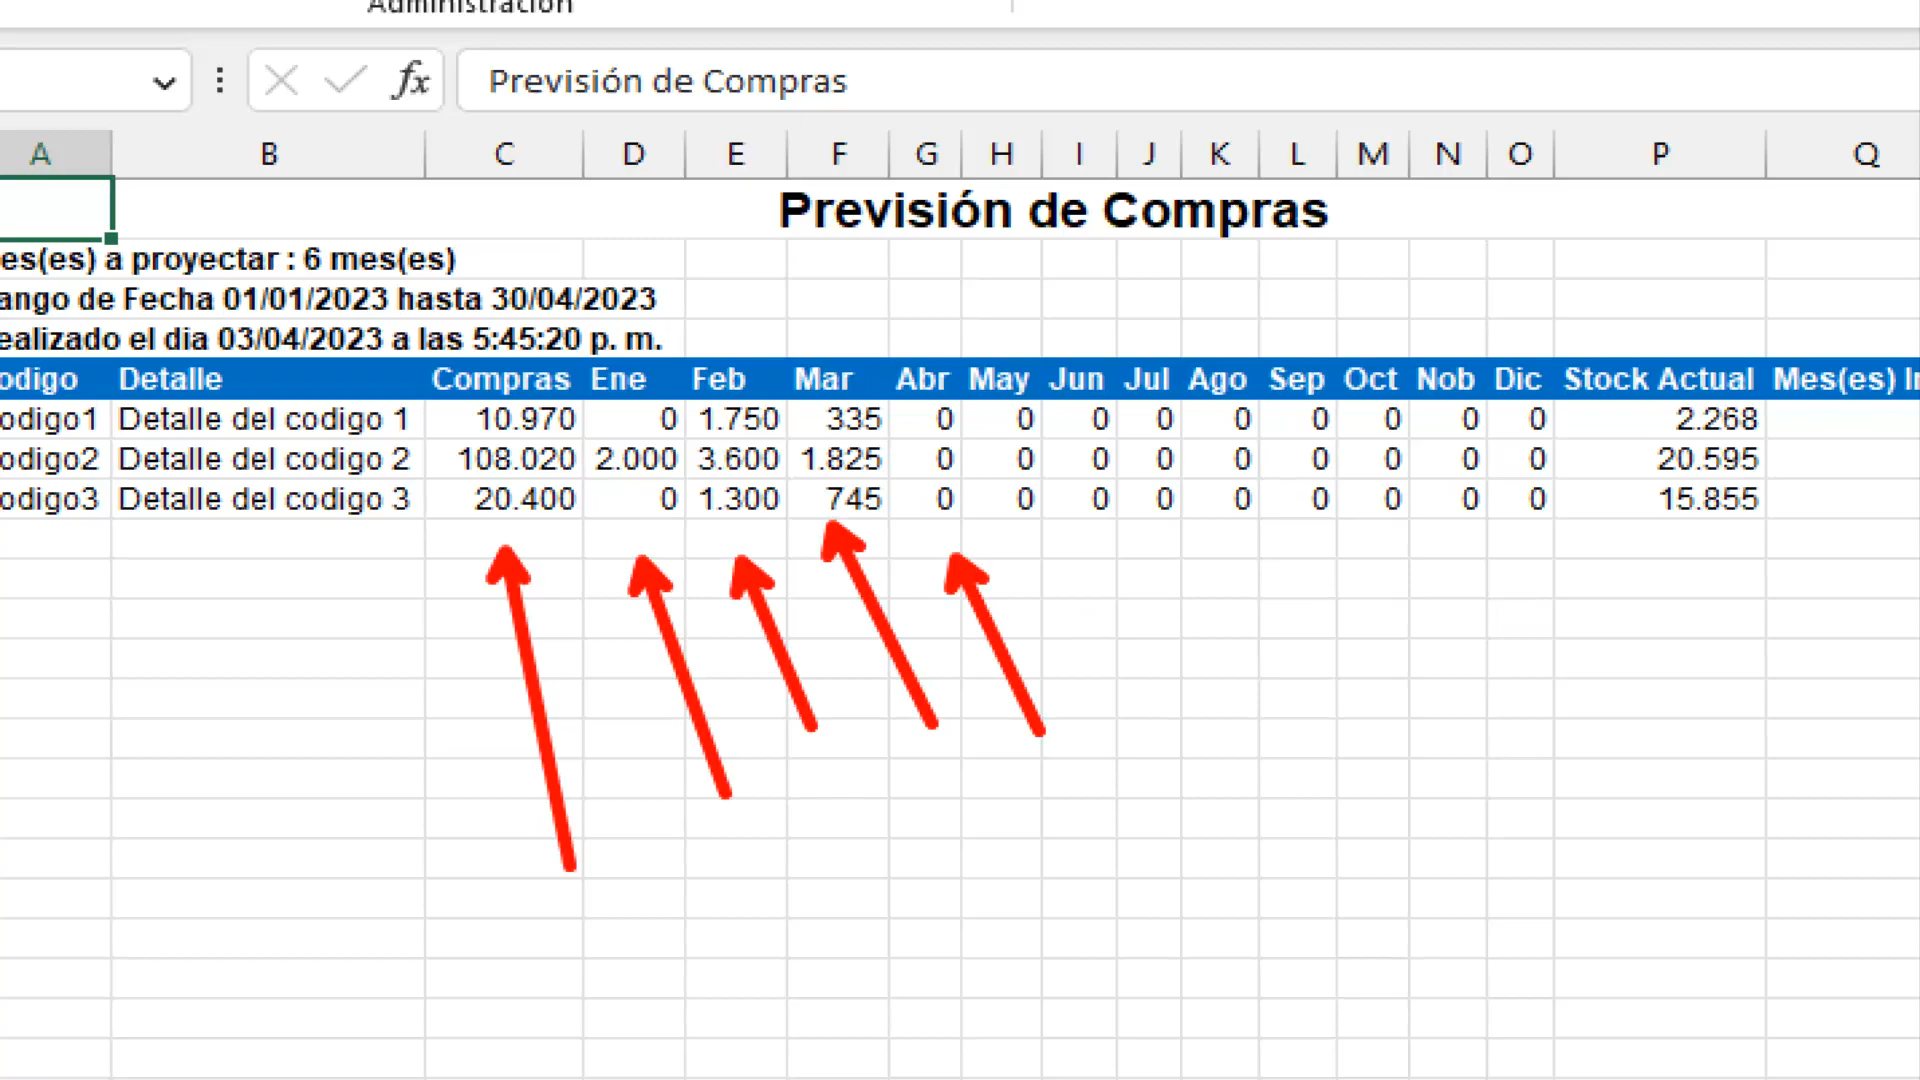 Administración
fx Previsión de Compras
A B C D E F G H I J K L M N O P Q
Previsión de Compras
es(es) a proyectar : 6 mes(es)
ango de Fecha 01/01/2023 hasta 30/04/2023
ealizado el dia 03/04/2023 a las 5:45:20 p. m.
odigo Detalle Compras Ene Feb Mar Abr May Jun Jul Ago Sep Oct Nob Dic Stock Actual Mes(es) I
odigo1 Detalle del codigo 1 10.970 0 1.750 335 0 0 0 0 0 0 0 0 0 2.268
odigo2 Detalle del codigo 2 108.020 2.000 3.600 1.825 0 0 0 0 0 0 0 0 0 20.595
odigo3 Detalle del codigo 3 20.400 0 1.300 745 0 0 0 0 0 0 0 0 0 15.855